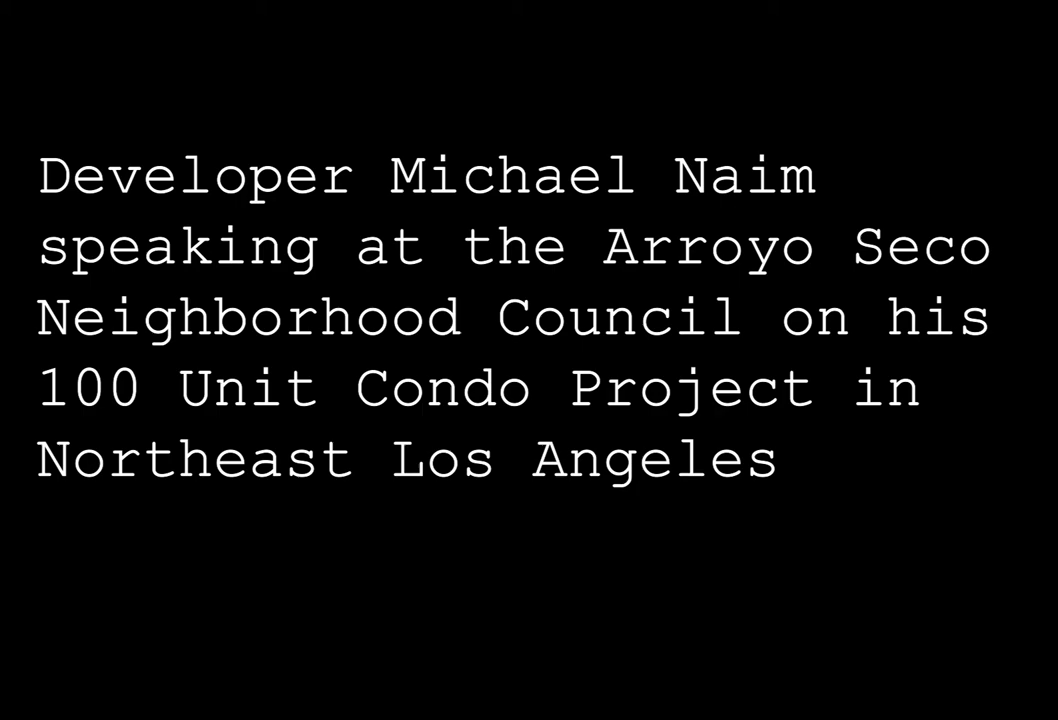 Developer Michael Naim
speaking at the Arroyo Seco
Neighborhood Council on his
100 Unit Condo Project in
Northeast Los Angeles